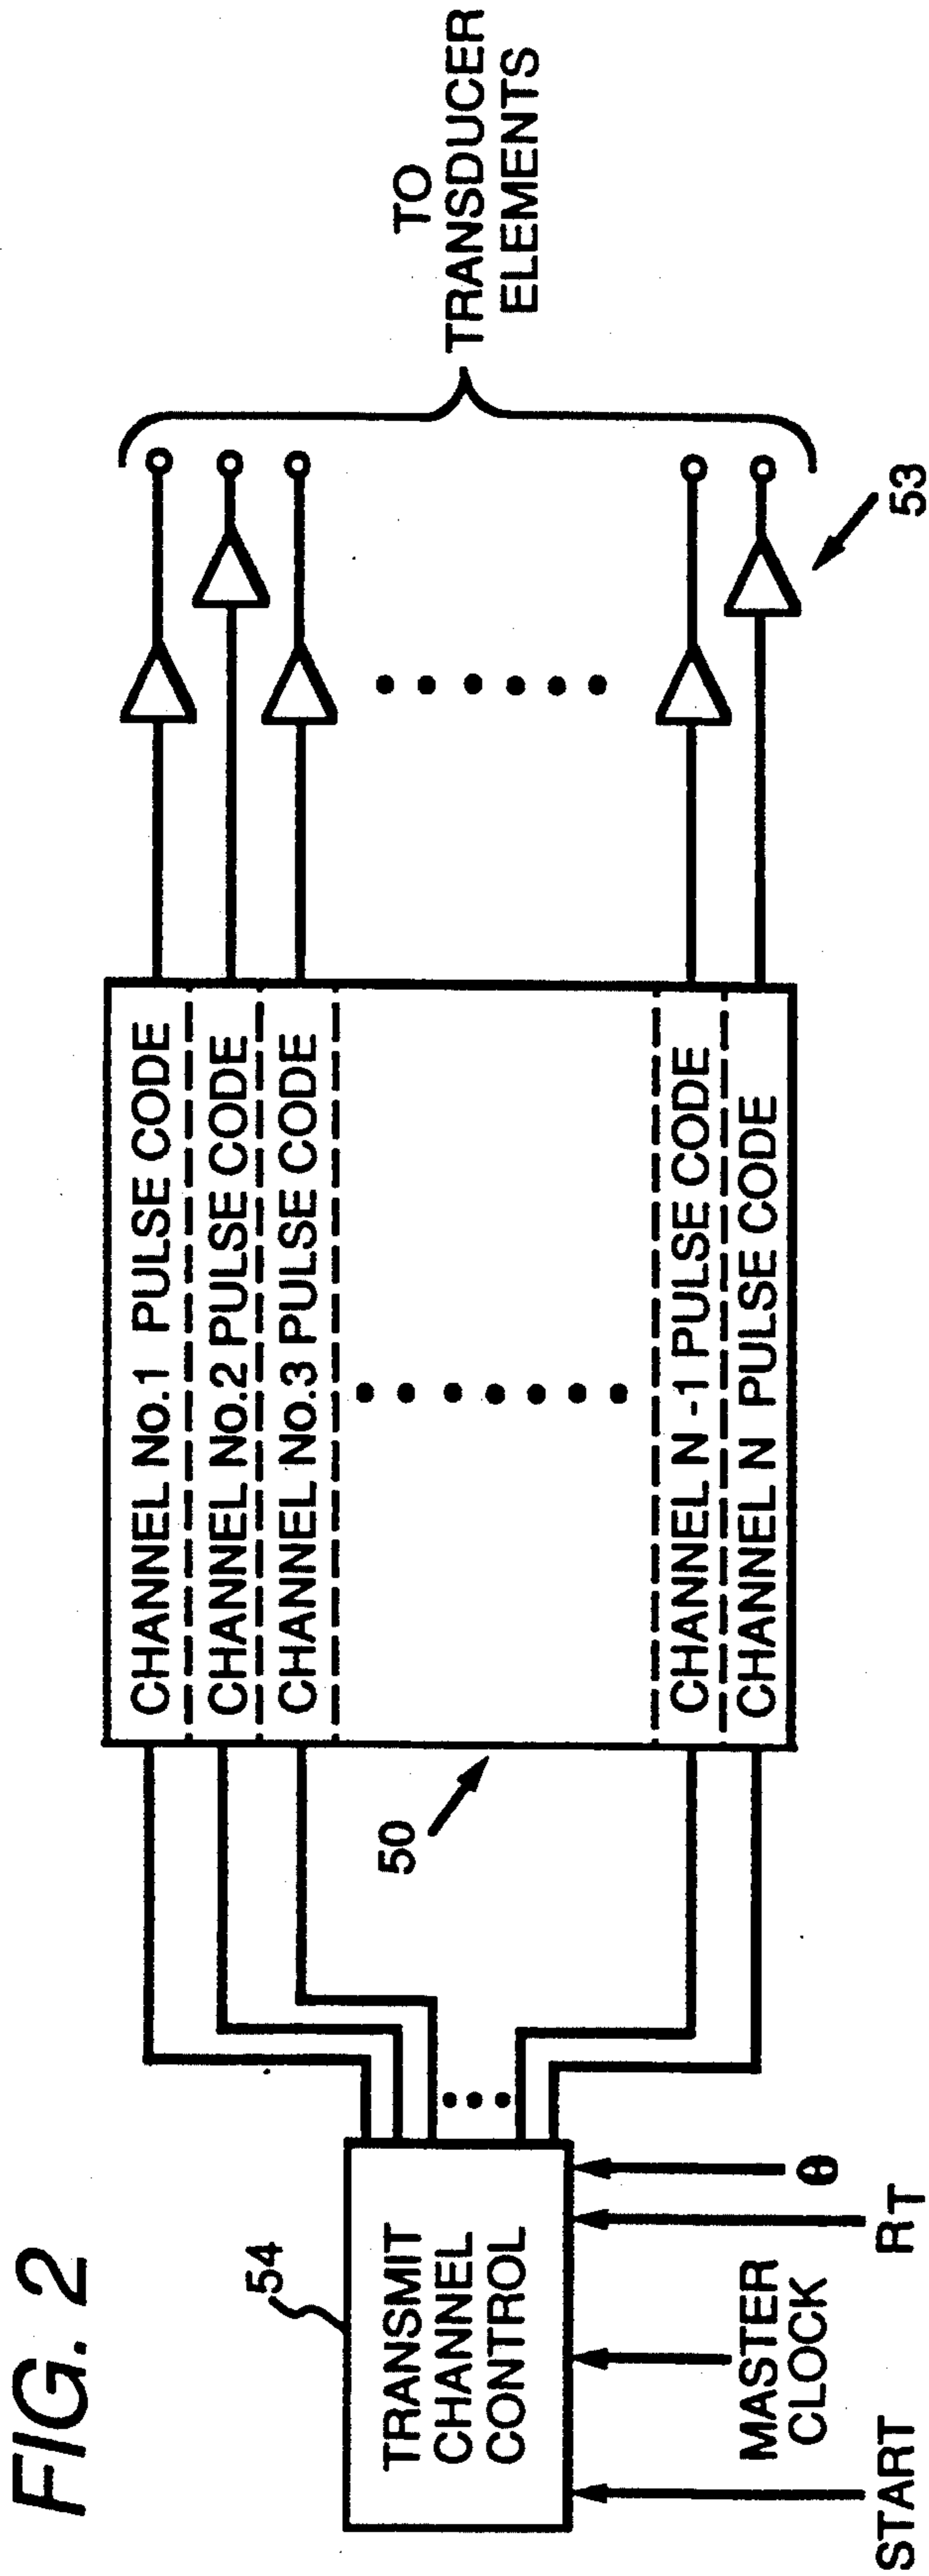 FIG. 2
54
TRANSMIT
CHANNEL
CONTROL
START
MASTER
CLOCK
RT
θ
50
CHANNEL No.1 PULSE CODE
CHANNEL No.2 PULSE CODE
CHANNEL No.3 PULSE CODE
CHANNEL N -1 PULSE CODE
CHANNEL N PULSE CODE
53
TO
TRANSDUCER
ELEMENTS